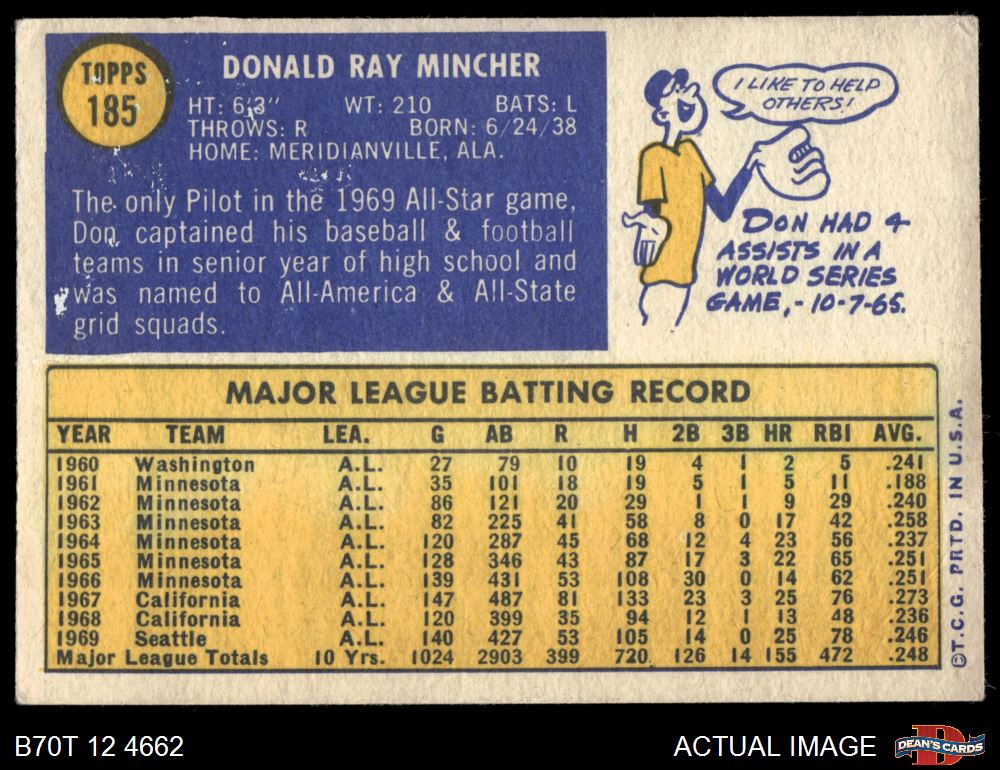 TOPPS
185
DONALD RAY MINCHER
HT: 6'3" WT: 210 BATS: L
THROWS: R BORN: 6/24/38
HOME: MERIDIANVILLE, ALA.
The only Pilot in the 1969 All-Star game,
Don captained his baseball & football
teams in senior year of high school and
was named to All-America & All-State
grid squads.
I LIKE TO HELP
OTHERS!
DON HAD 4
ASSISTS IN A
WORLD SERIES
GAME,- 10-7-65.
MAJOR LEAGUE BATTING RECORD
YEAR TEAM LEA. G AB R H 2B 3B HR RBI AVG.
1960 Washington A.L. 27 79 10 19 4 1 2 5 .241
1961 Minnesota A.L. 35 101 18 19 5 1 5 11 .188
1962 Minnesota A.L. 86 121 20 29 1 1 9 29 .240
1963 Minnesota A.L. 82 225 41 58 8 0 17 42 .258
1964 Minnesota A.L. 120 287 45 68 12 4 23 56 .237
1965 Minnesota A.L. 128 346 43 87 17 3 22 65 .251
1966 Minnesota A.L. 139 431 53 108 30 0 14 62 .251
1967 California A.L. 147 487 81 133 23 3 25 76 .273
1968 California A.L. 120 399 35 94 12 1 13 48 .236
1969 Seattle A.L. 140 427 53 105 14 0 25 78 .246
Major League Totals 10 Yrs. 1024 2903 399 720 126 14 155 472 .248
©T.C.G. PRTD. IN U.S.A.
B70T 12 4662
ACTUAL IMAGE
D
DEAN'S CARDS